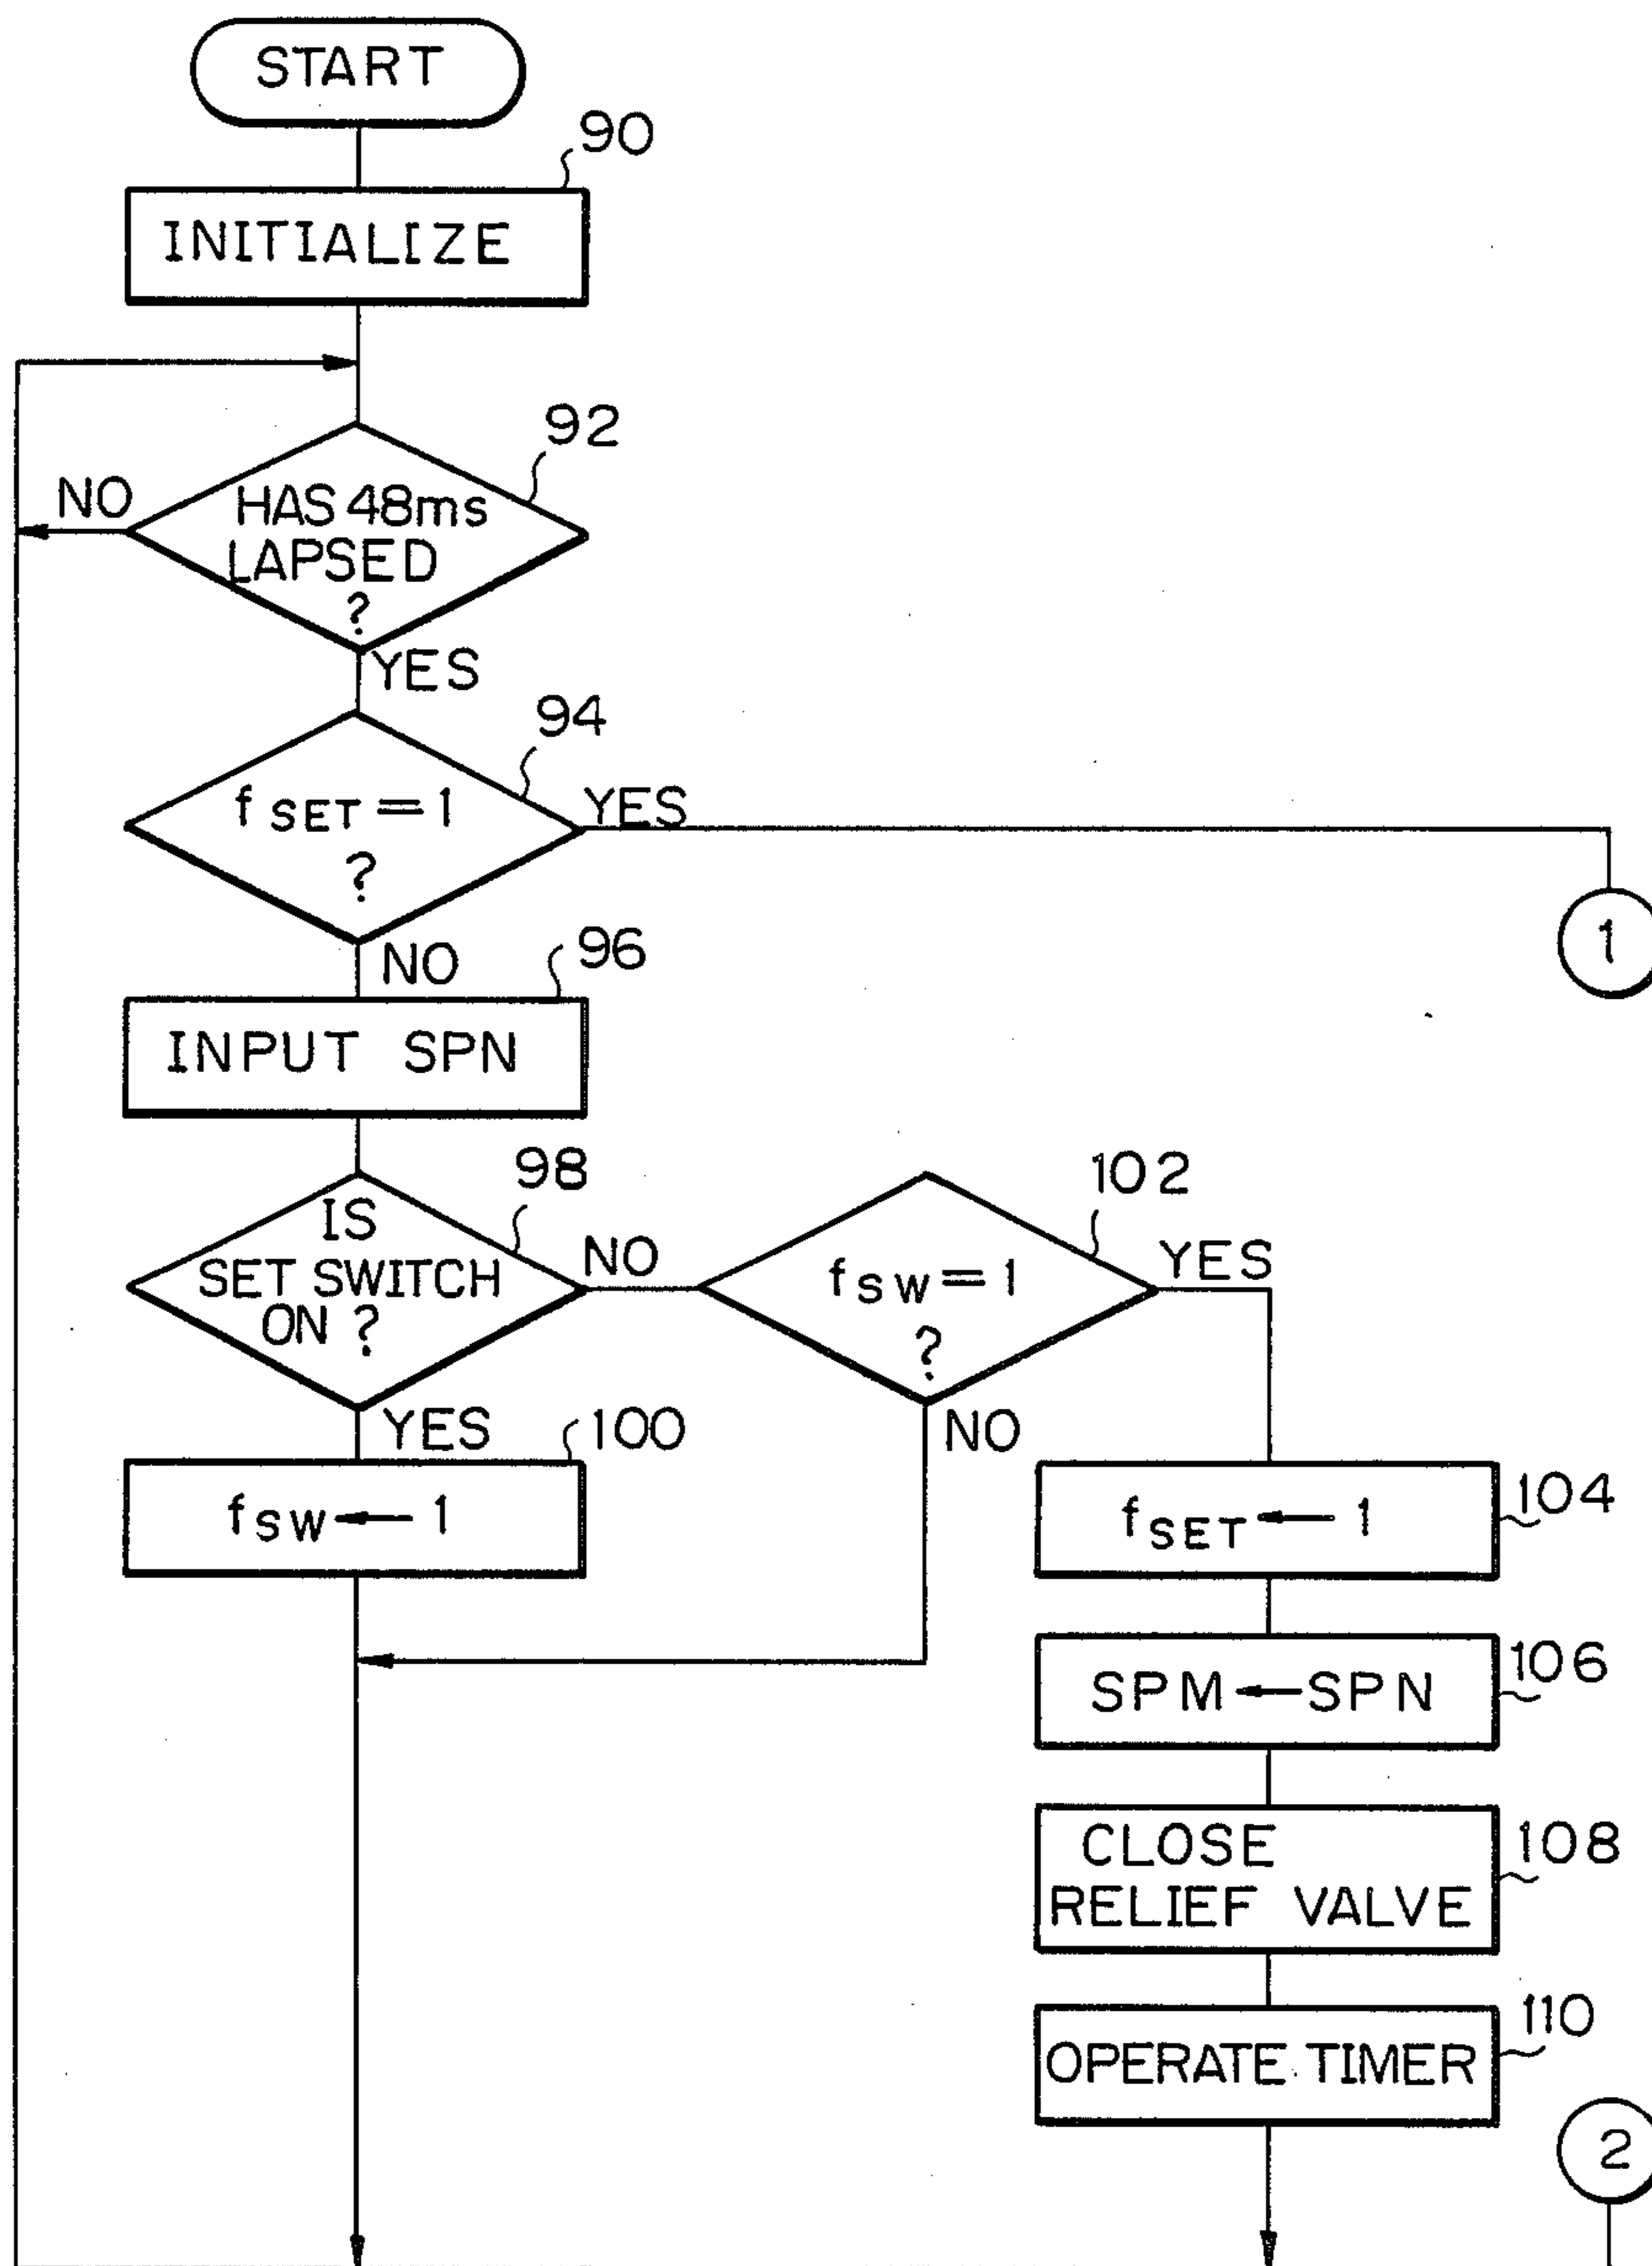 START
90
INITIALIZE
92
NO
HAS 48ms
LAPSED
?
YES
94
f SET = 1
?
YES
1
NO
96
INPUT SPN
98
IS
SET SWITCH
ON ?
NO
102
f SW = 1
?
YES
YES
100
f SW ← 1
NO
f SET ← 1
104
SPM ← SPN
106
CLOSE
RELIEF VALVE
108
OPERATE TIMER
110
2